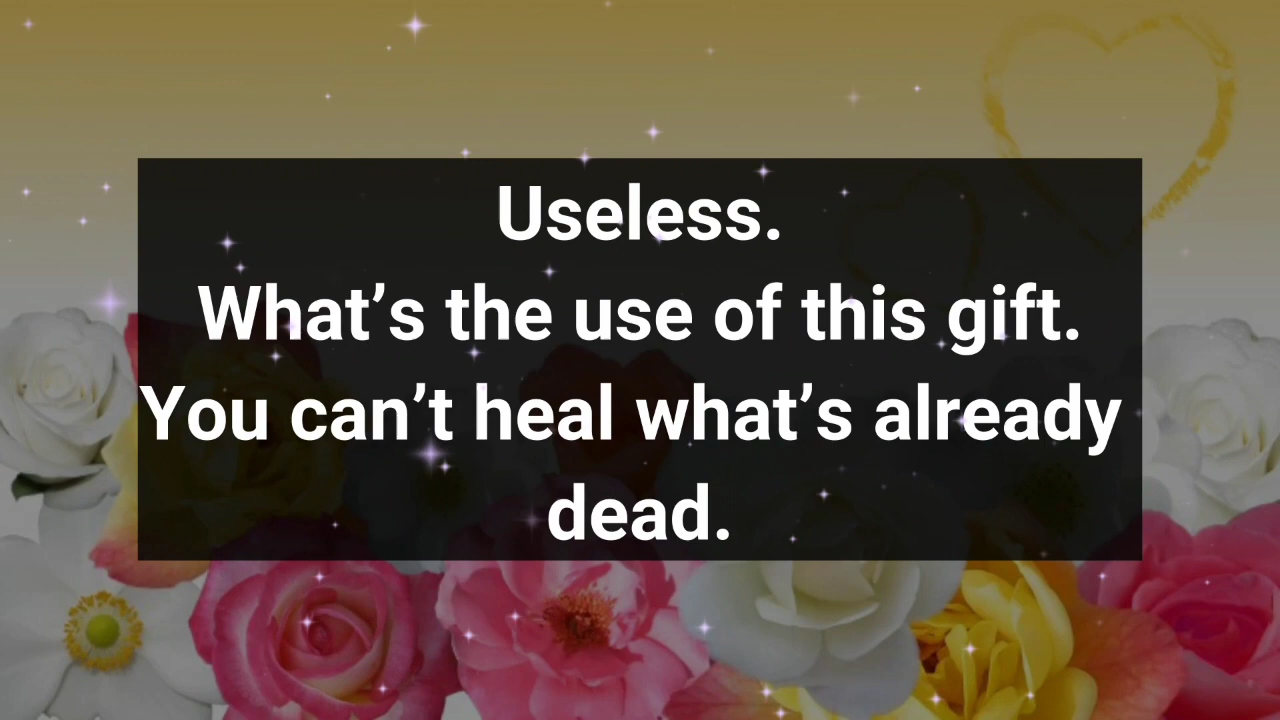 Useless.
What’s the use of this gift.
You can’t heal what’s already
dead.